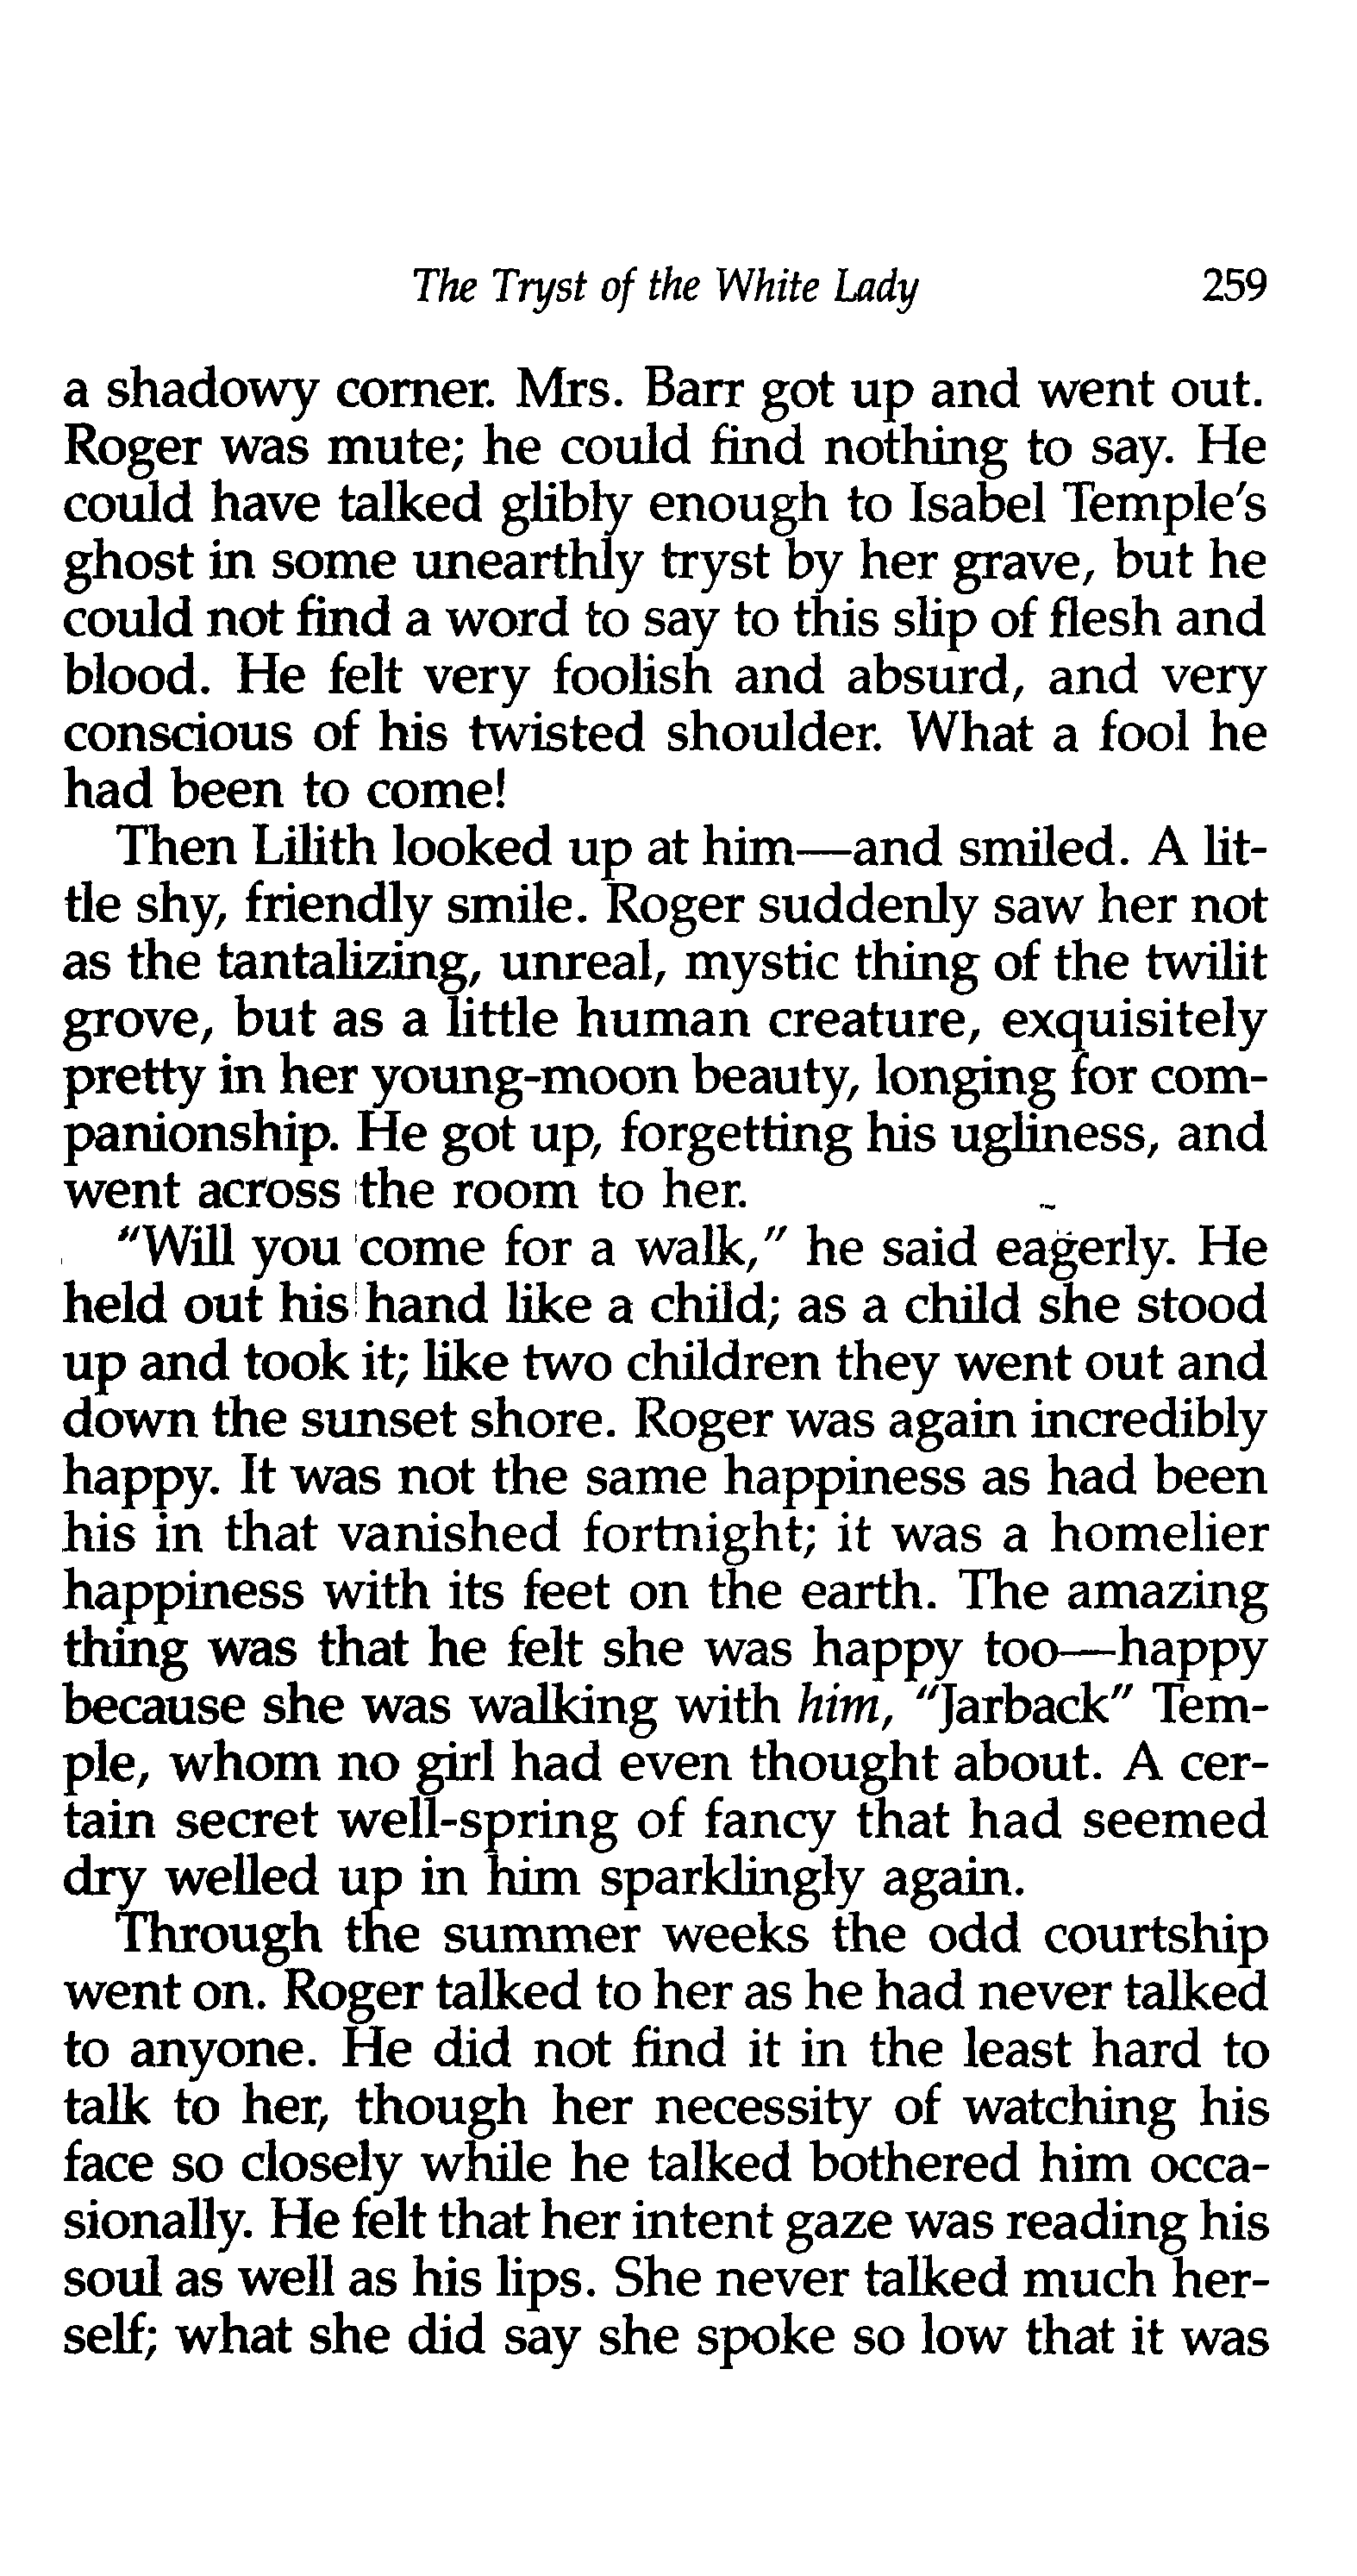 The Tryst of the White Lady 259
a shadowy corner. Mrs. Barr got up and went out.
Roger was mute; he could find nothing to say. He
could have talked glibly enough to Isabel Temple's
ghost in some unearthly tryst by her grave, but he
could not find a word to say to this slip of flesh and
blood. He felt very foolish and absurd, and very
conscious of his twisted shoulder. What a fool he
had been to come!
Then Lilith looked up at him—and smiled. A lit-
tle shy, friendly smile. Roger suddenly saw her not
as the tantalizing, unreal, mystic thing of the twilit
grove, but as a little human creature, exquisitely
pretty in her young-moon beauty, longing for com-
panionship. He got up, forgetting his ugliness, and
went across the room to her.
"Will you come for a walk," he said eagerly. He
held out his hand like a child; as a child she stood
up and took it; like two children they went out and
down the sunset shore. Roger was again incredibly
happy. It was not the same happiness as had been
his in that vanished fortnight; it was a homelier
happiness with its feet on the earth. The amazing
thing was that he felt she was happy too—happy
because she was walking with him, "Jarback" Tem-
ple, whom no girl had even thought about. A cer-
tain secret well-spring of fancy that had seemed
dry welled up in him sparklingly again.
Through the summer weeks the odd courtship
went on. Roger talked to her as he had never talked
to anyone. He did not find it in the least hard to
talk to her, though her necessity of watching his
face so closely while he talked bothered him occa-
sionally. He felt that her intent gaze was reading his
soul as well as his lips. She never talked much her-
self; what she did say she spoke so low that it was